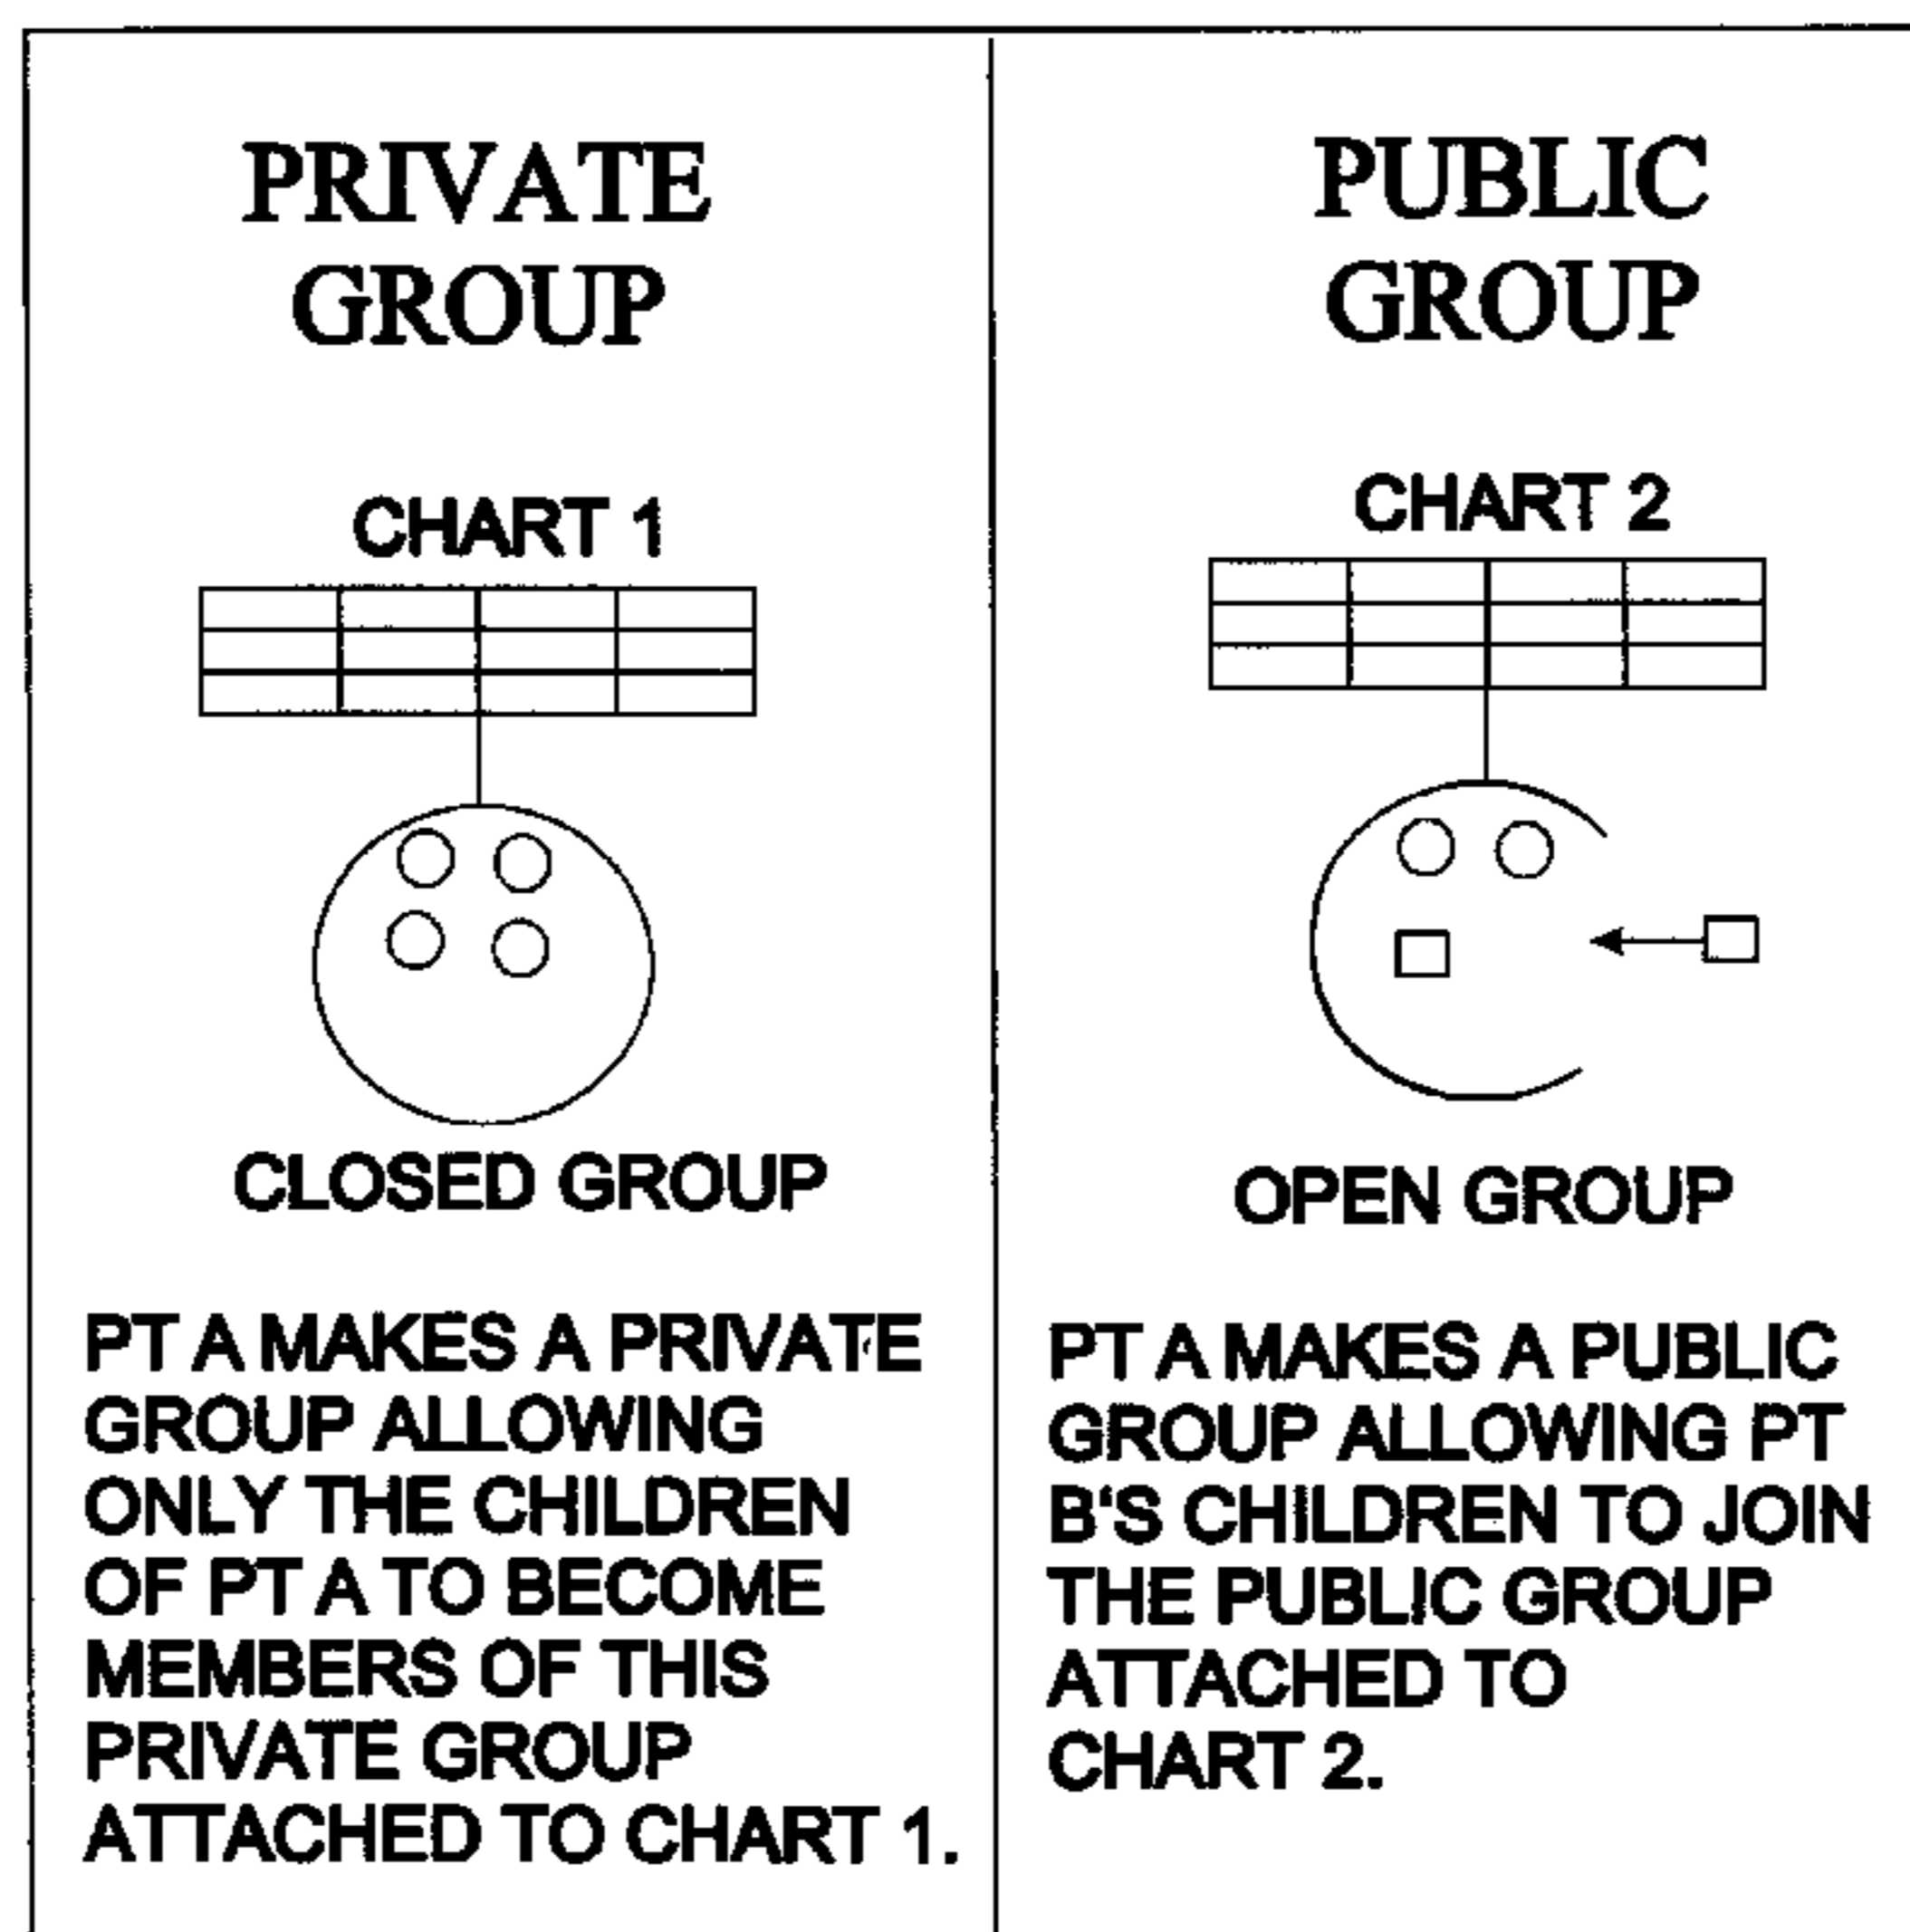 PRIVATE
GROUP
CHART 1
CLOSED GROUP
PT A MAKES A PRIVATE
GROUP ALLOWING
ONLY THE CHILDREN
OF PT A TO BECOME
MEMBERS OF THIS
PRIVATE GROUP
ATTACHED TO CHART 1.
PUBLIC
GROUP
CHART 2
OPEN GROUP
PT A MAKES A PUBLIC
GROUP ALLOWING PT
B'S CHILDREN TO JOIN
THE PUBLIC GROUP
ATTACHED TO
CHART 2.